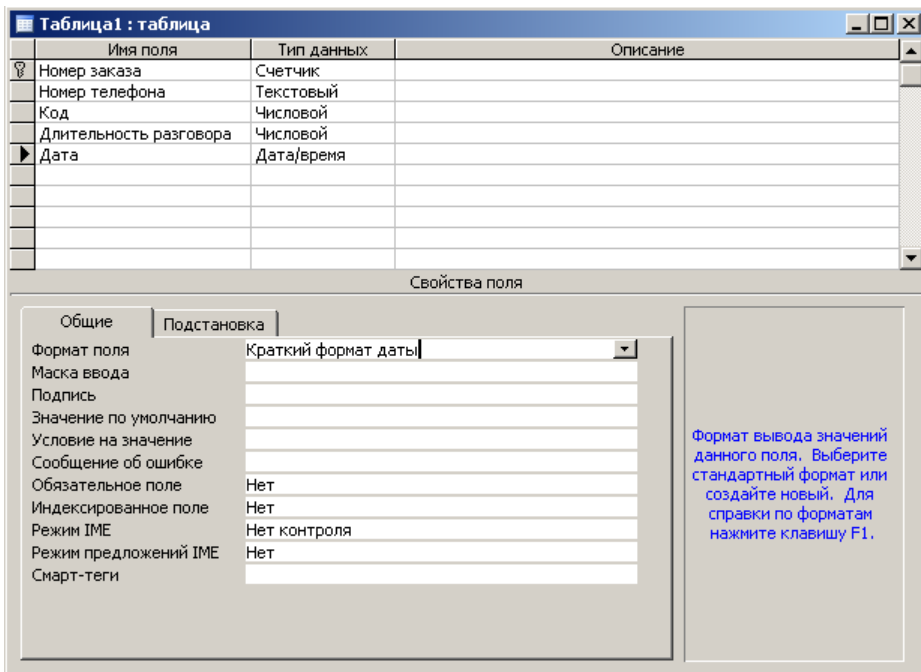 Таблица1 : таблица
Имя поля Тип данных Описание
Номер заказа Счетчик
Номер телефона Текстовый
Код Числовой
Длительность разговора Числовой
Дата Дата/время
Свойства поля
Общие Подстановка
Формат поля Краткий формат даты
Маска ввода
Подпись
Значение по умолчанию
Условие на значение
Сообщение об ошибке
Обязательное поле Нет
Индексированное поле Нет
Режим IME Нет контроля
Режим предложений IME Нет
Смарт-теги
Формат вывода значений
данного поля. Выберите
стандартный формат или
создайте новый. Для
справки по форматам
нажмите клавишу F1.